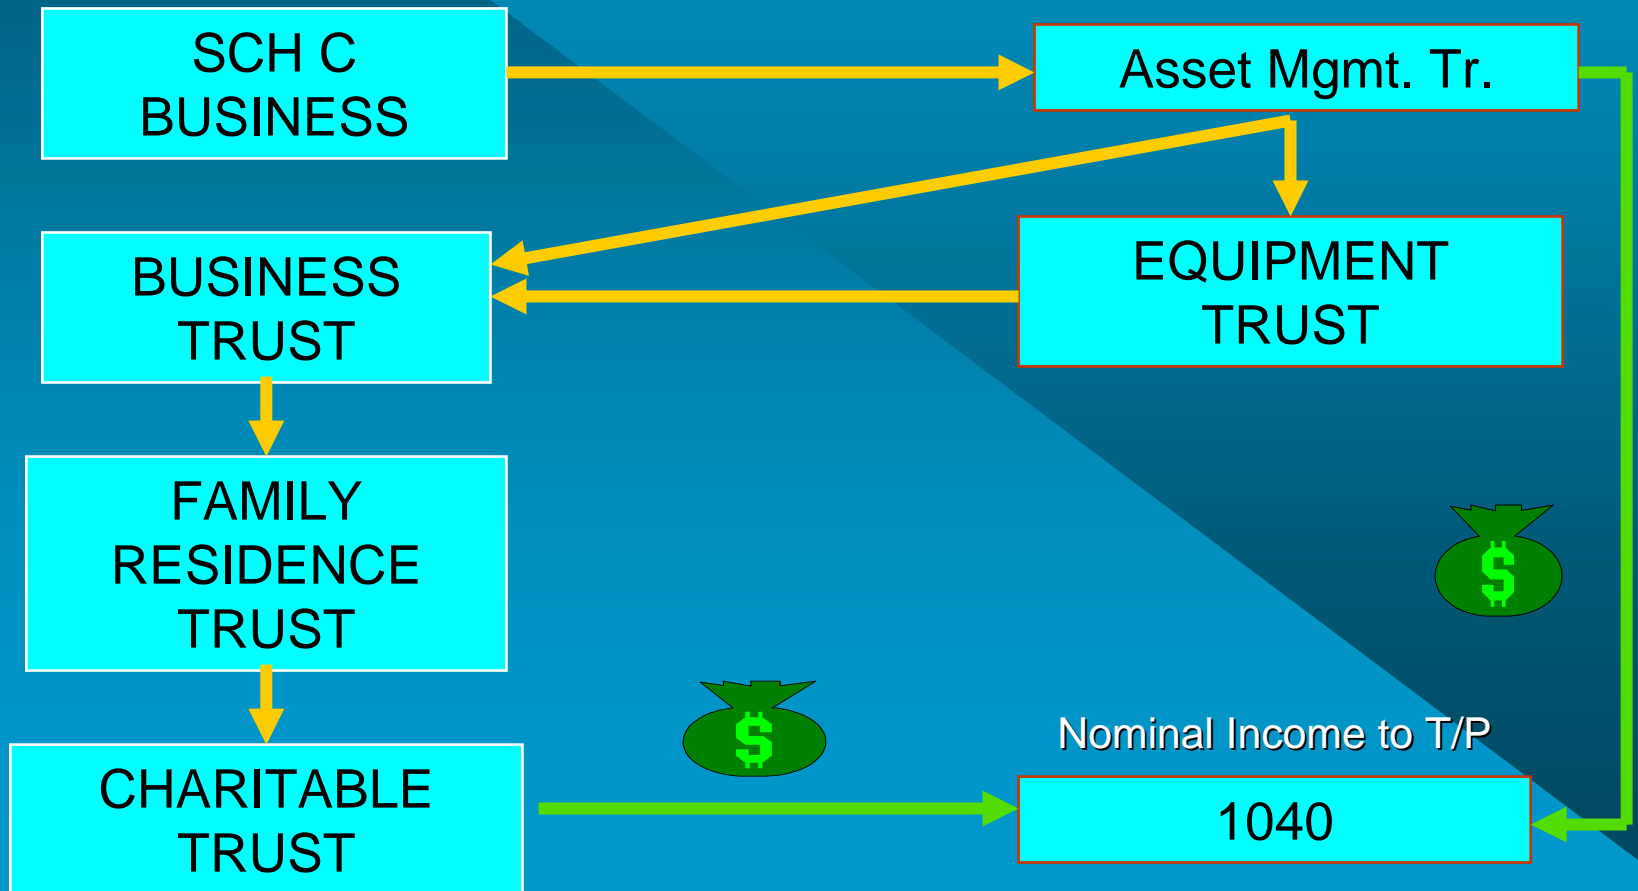 SCH C
BUSINESS
Asset Mgmt. Tr.
BUSINESS
TRUST
EQUIPMENT
TRUST
FAMILY
RESIDENCE
TRUST
$
$
Nominal Income to T/P
CHARITABLE
TRUST
1040